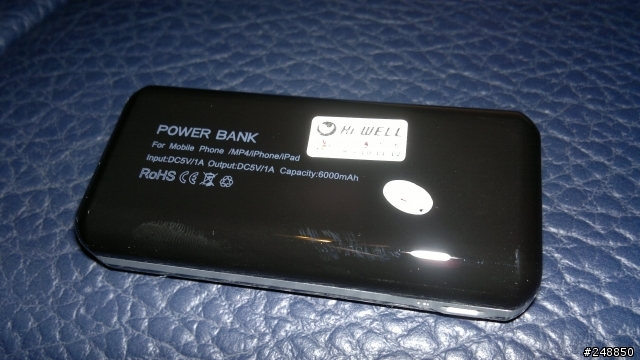 POWER BANK
For Mobile Phone /MP4/iPhone/iPad
Input:DC5V/1A Output:DC5V/1A Capacity:6000mAh
RoHS CE
Hi WELL
#248850